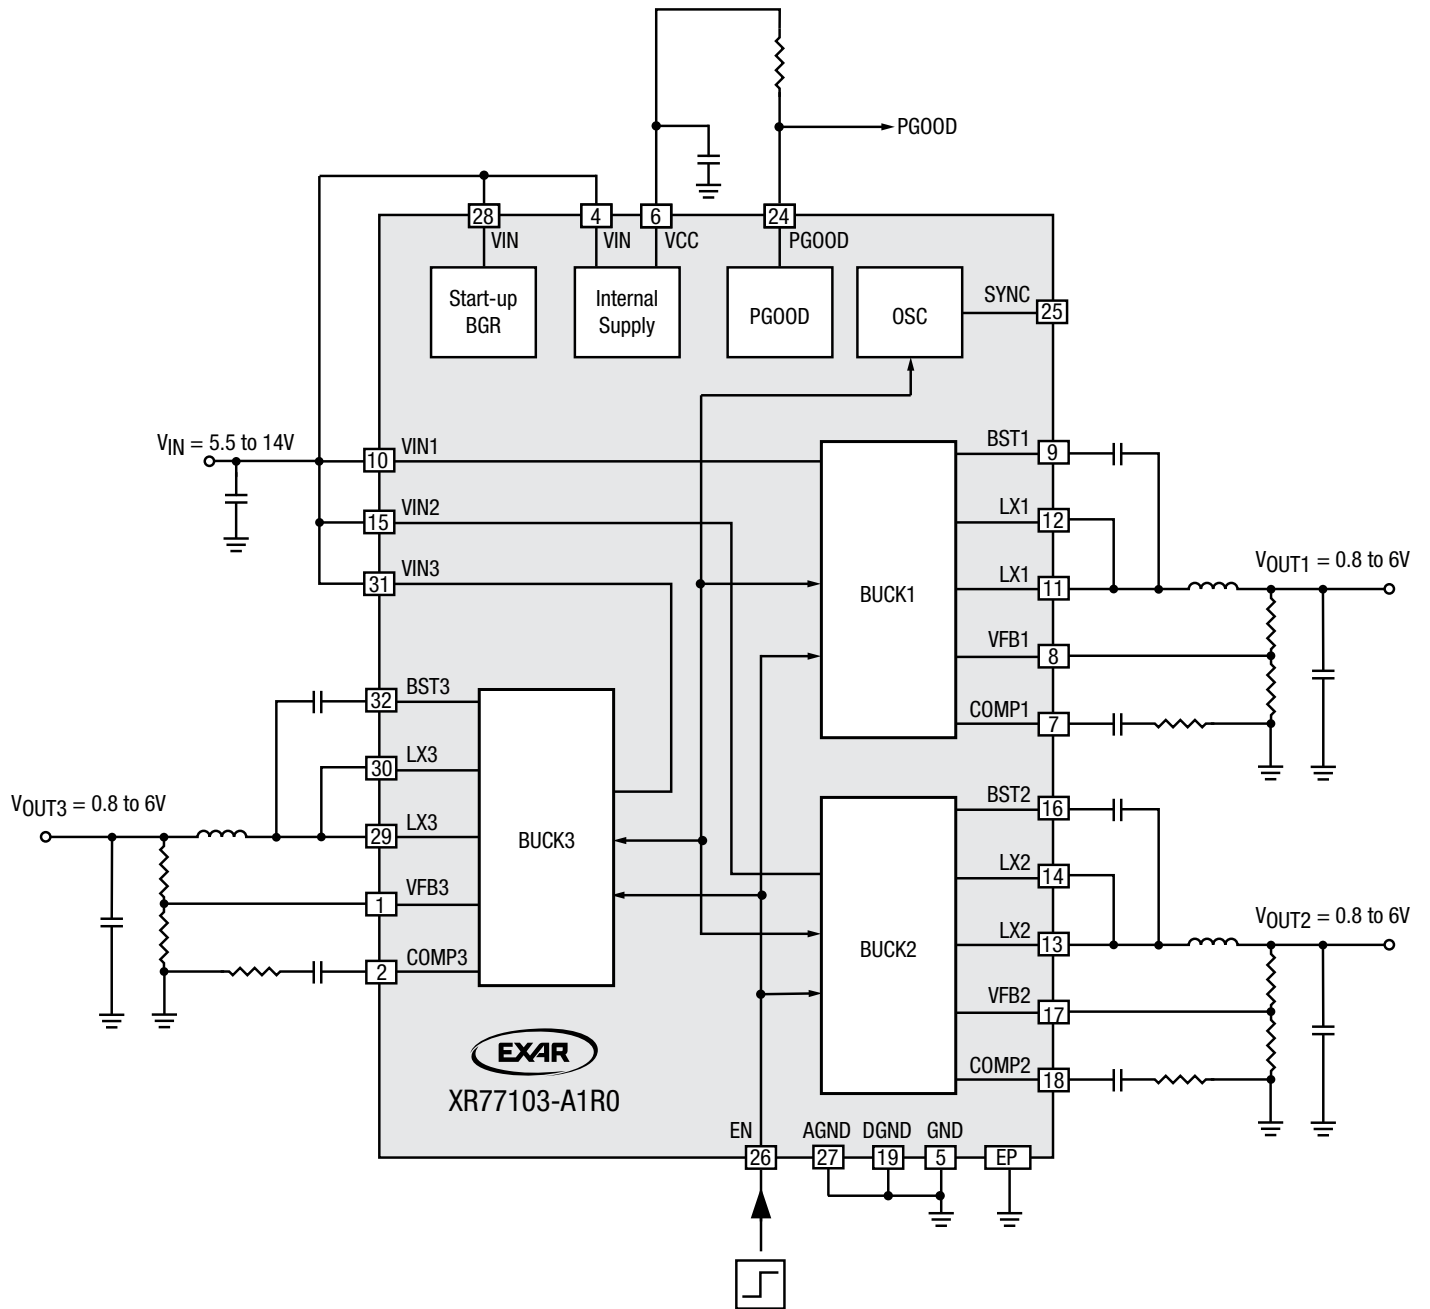 PGOOD
28
4
6
24
VIN
VIN
VCC
PGOOD
Start-up
BGR
Internal
Supply
PGOOD
OSC
SYNC
25
VIN = 5.5 to 14V
10
VIN1
15
VIN2
31
VIN3
BUCK1
BST1
9
LX1
12
LX1
11
VFB1
8
COMP1
7
VOUT1 = 0.8 to 6V
VOUT3 = 0.8 to 6V
32
BST3
30
LX3
29
LX3
1
VFB3
2
COMP3
BUCK3
BUCK2
BST2
16
LX2
14
LX2
13
VFB2
17
COMP2
18
VOUT2 = 0.8 to 6V
EXAR
XR77103-A1R0
EN
AGND
DGND
GND
26
27
19
5
EP